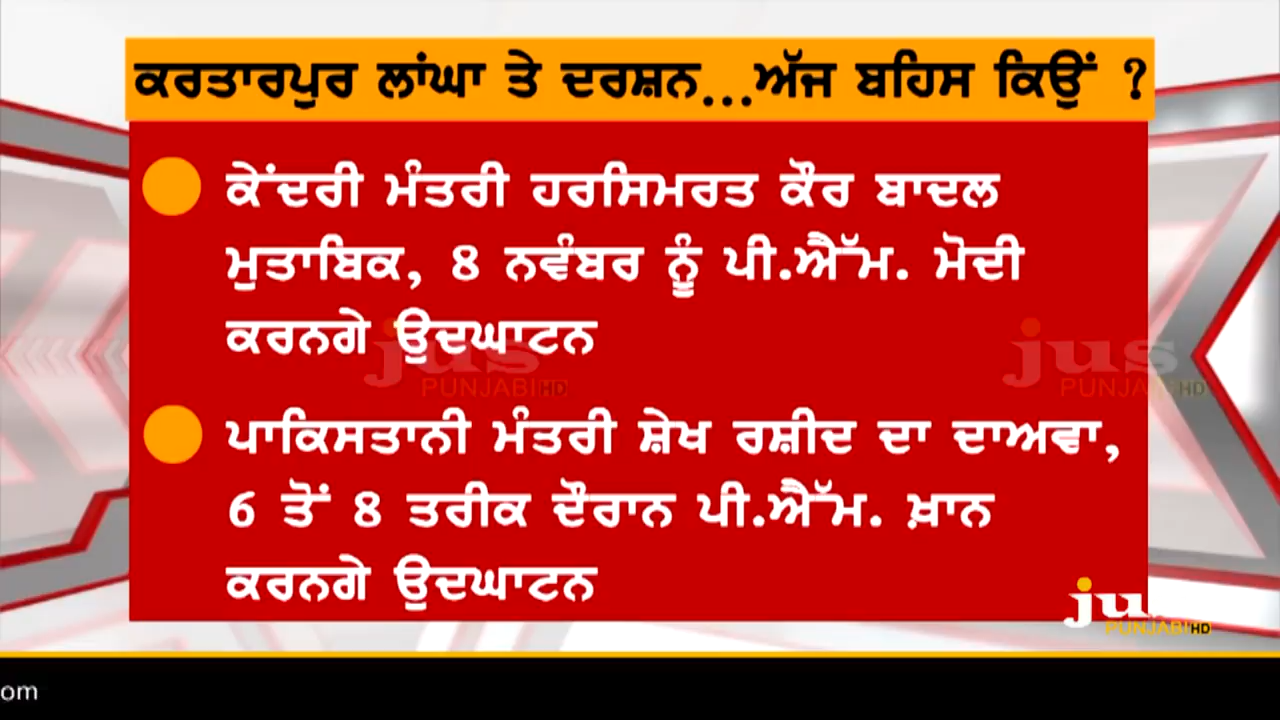 ਕਰਤਾਰਪੁਰ ਲਾਂਘਾ ਤੇ ਦਰਸ਼ਨ...ਅੱਜ ਬਹਿਸ ਕਿਉਂ ?
ਕੇਂਦਰੀ ਮੰਤਰੀ ਹਰਸਿਮਰਤ ਕੌਰ ਬਾਦਲ
ਮੁਤਾਬਿਕ, 8 ਨਵੰਬਰ ਨੂੰ ਪੀ.ਐੱਮ. ਮੋਦੀ
ਕਰਨਗੇ ਉਦਘਾਟਨ
jus
PUNJABI HD
jus
PUNJABI HD
ਪਾਕਿਸਤਾਨੀ ਮੰਤਰੀ ਸ਼ੇਖ ਰਸ਼ੀਦ ਦਾ ਦਾਅਵਾ,
6 ਤੋਂ 8 ਤਰੀਕ ਦੌਰਾਨ ਪੀ.ਐੱਮ. ਖ਼ਾਨ
ਕਰਨਗੇ ਉਦਘਾਟਨ
jus
PUNJABI HD
om